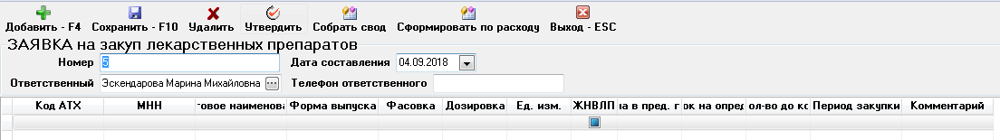 Добавить - F4 Сохранить - F10 Удалить Утвердить Собрать свод Сформировать по расходу Выход - ESC
ЗАЯВКА на закуп лекарственных препаратов
Номер 5 Дата составления 04.09.2018
Ответственный Эскендарова Марина Михайловна ... Телефон ответственного
Код АТХ МНН овое наименова Форма выпуска Фасовка Дозировка Ед. изм. ЖНВЛП на в пред. г ок на опред ол-во до ко Период закупки Комментарий